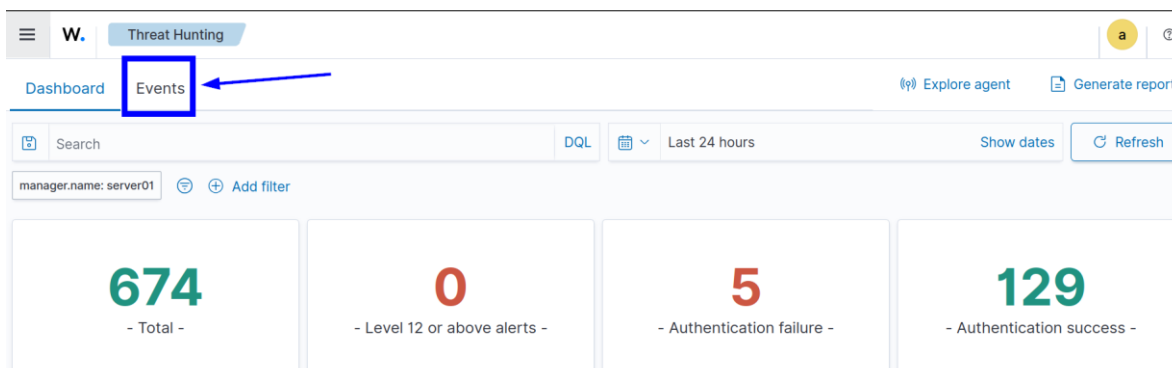 W. Threat Hunting a
Dashboard Events Explore agent Generate report
Search DQL Last 24 hours Show dates Refresh
manager.name: server01 Add filter
674 0 5 129
- Total - - Level 12 or above alerts - - Authentication failure - - Authentication success -